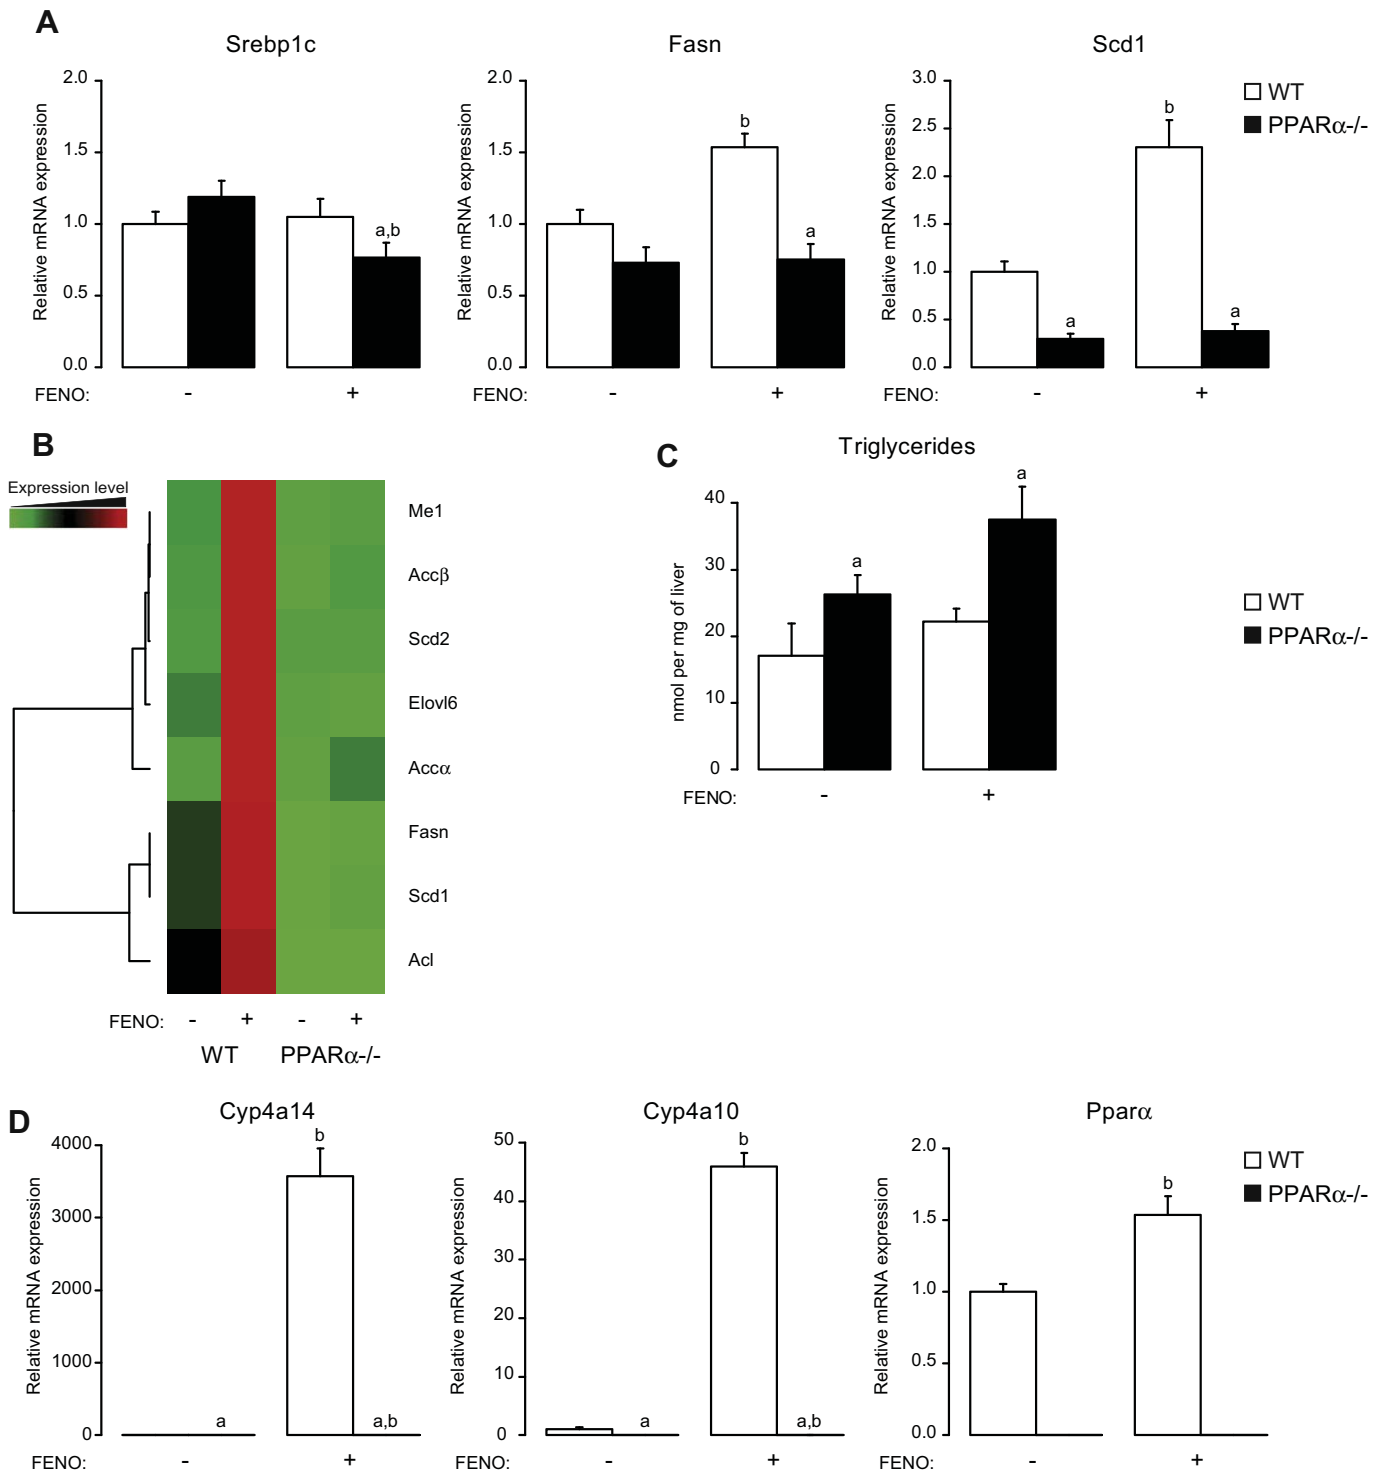 A
Srebp1c
Fasn
Scd1
Relative mRNA expression
2.0
1.5
1.0
0.5
0.0
a,b
FENO: - +
Relative mRNA expression
2.0
1.5
1.0
0.5
0.0
b
a
FENO: - +
Relative mRNA expression
3.0
2.5
2.0
1.5
1.0
0.5
0.0
a
b
a
FENO: - +
WT
PPARα-/-
B
Expression level
Me1
Accβ
Scd2
Elovl6
Accα
Fasn
Scd1
Acl
FENO: - + - +
WT PPARα-/-
C
Triglycerides
nmol per mg of liver
40
30
20
10
0
a
a
FENO: - +
WT
PPARα-/-
D
Cyp4a14
Cyp4a10
Pparα
Relative mRNA expression
4000
3000
2000
1000
0
a
b
a,b
FENO: - +
Relative mRNA expression
50
40
30
20
10
0
a
b
a,b
FENO: - +
Relative mRNA expression
2.0
1.5
1.0
0.5
0.0
b
FENO: - +
WT
PPARα-/-